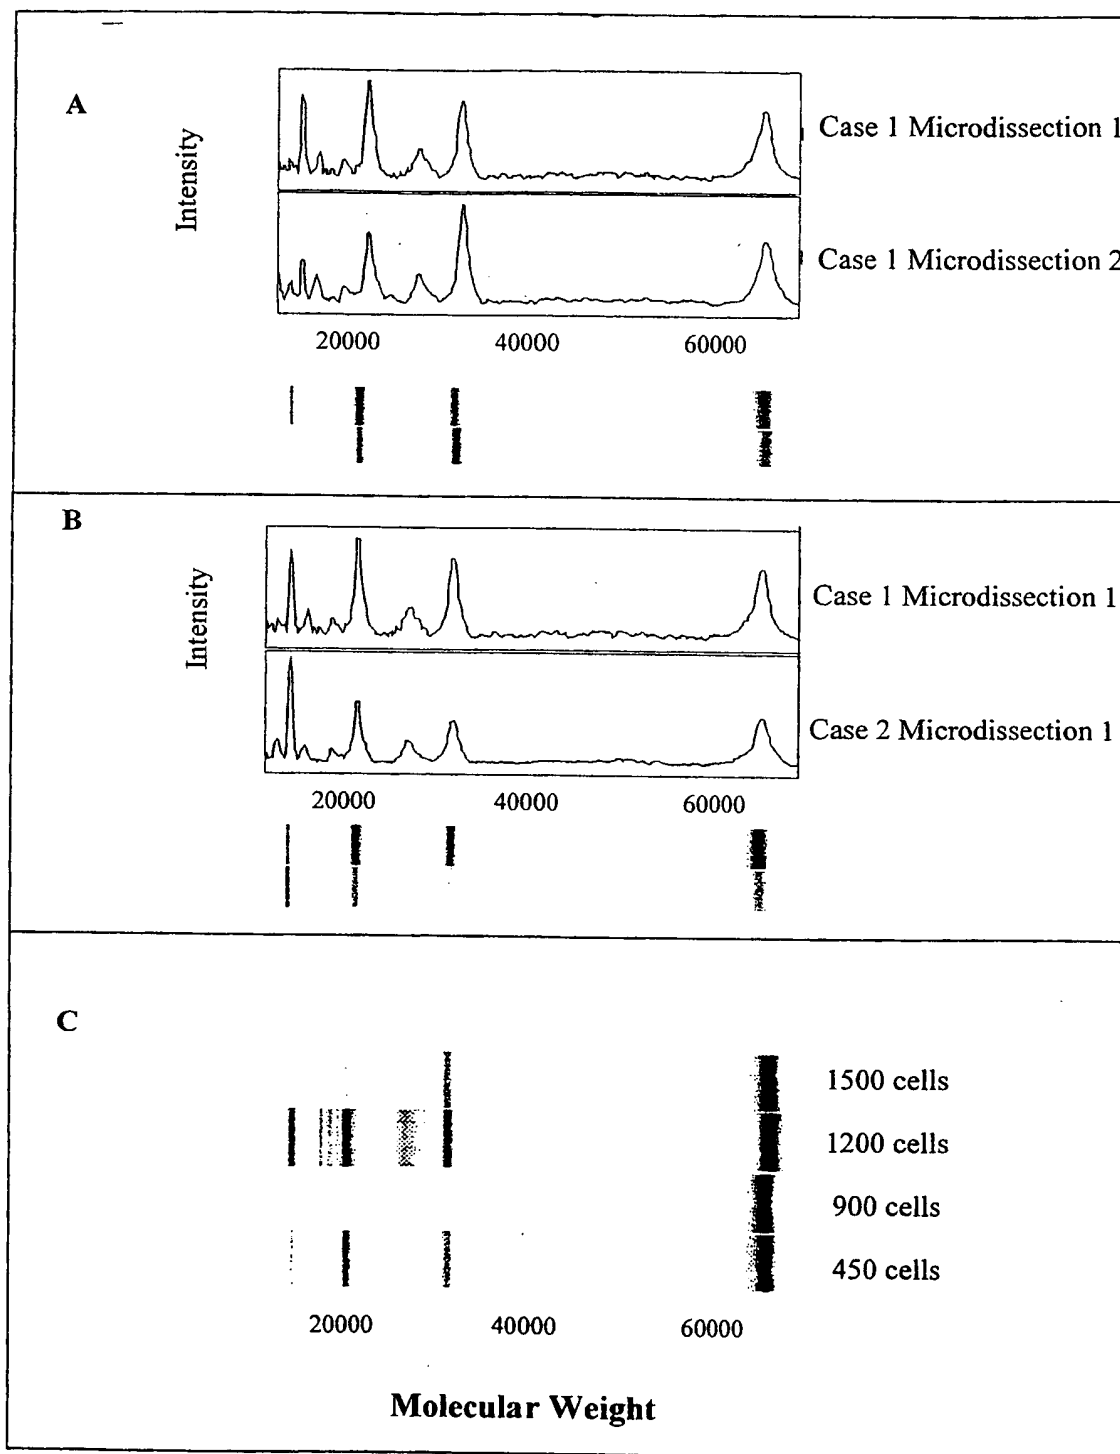 A
Intensity
Case 1 Microdissection 1
Case 1 Microdissection 2
20000 40000 60000
B
Intensity
Case 1 Microdissection 1
Case 2 Microdissection 1
20000 40000 60000
C
1500 cells
1200 cells
900 cells
450 cells
20000 40000 60000
Molecular Weight